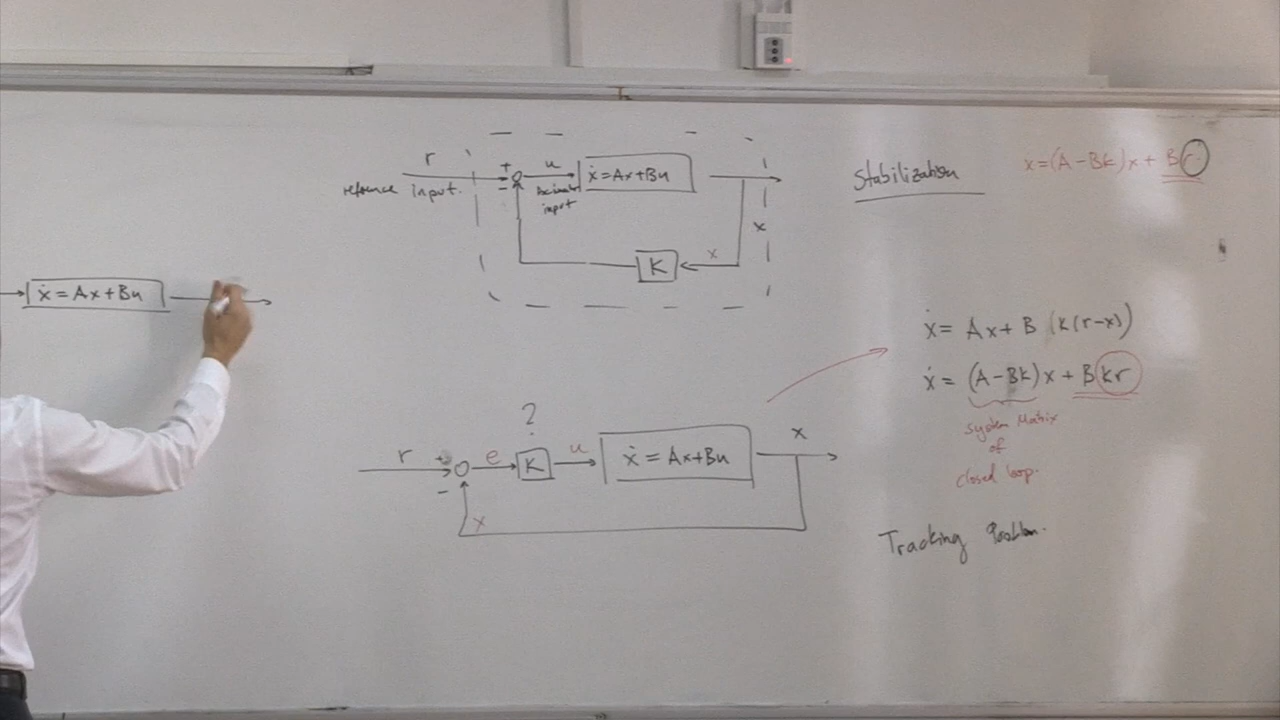 ẋ = Ax + Bu
r
reference input.
+
-
u
input
ẋ = Ax + Bu
x
K
x
Stabilization
ẋ = (A - Bk)x + Br
ẋ = Ax + B (k(r-x))
ẋ = (A - Bk)x + Bkr
system Matrix
of
closed loop.
?
r
+
-
e
K
u
ẋ = Ax + Bu
x
x
Tracking Problem.